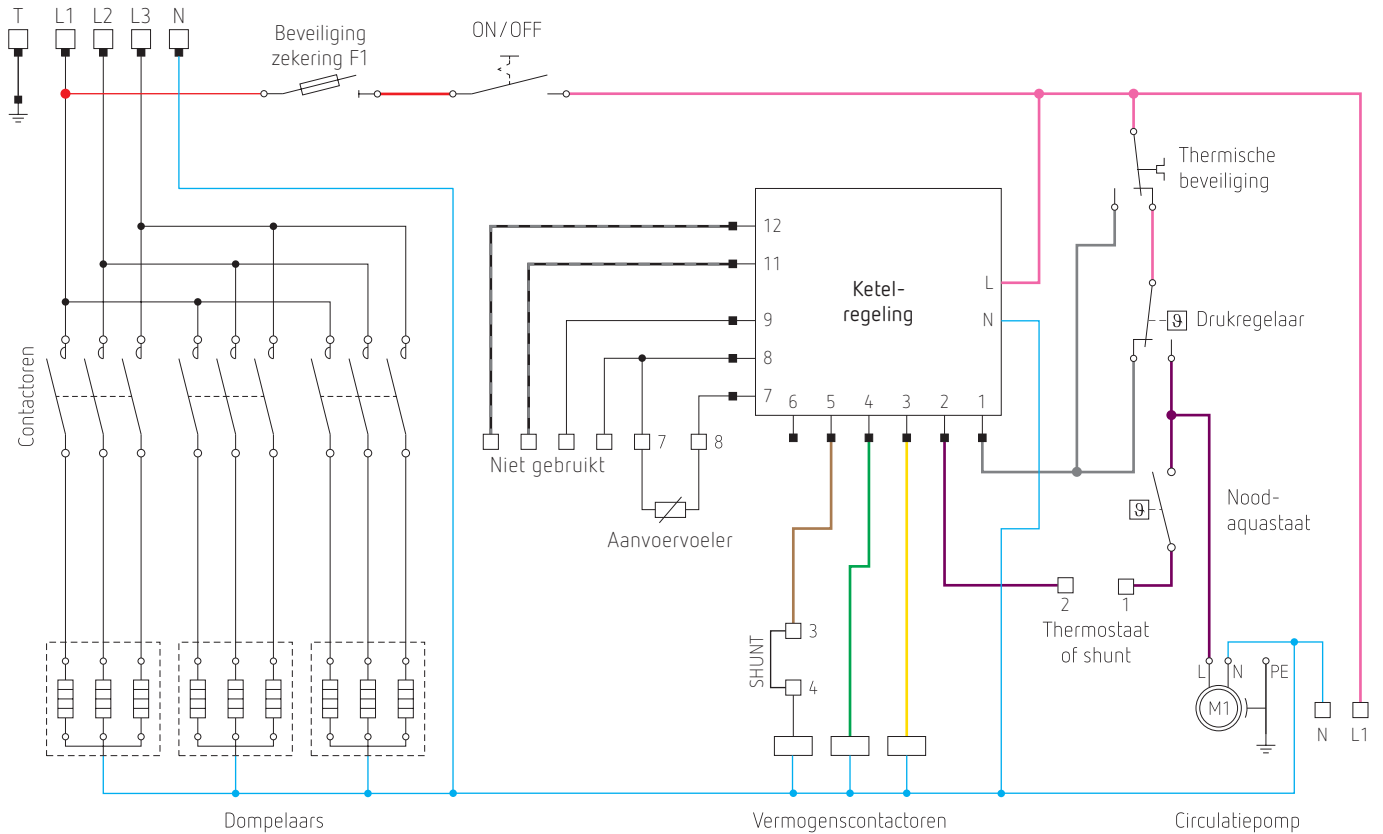 T L1 L2 L3 N
Beveiliging
zekering F1
ON/OFF
Thermische
beveiliging
12
11
9
8
7
Ketel-
regeling
L
N
6 5 4 3 2 1
ϑ Drukregelaar
Contactoren
Niet gebruikt
7 8
Aanvoervoeler
ϑ
Nood-
aquastaat
2 1
Thermostaat
of shunt
SHUNT
3
4
L N PE
M1
N L1
Dompelaars
Vermogenscontactoren
Circulatiepomp